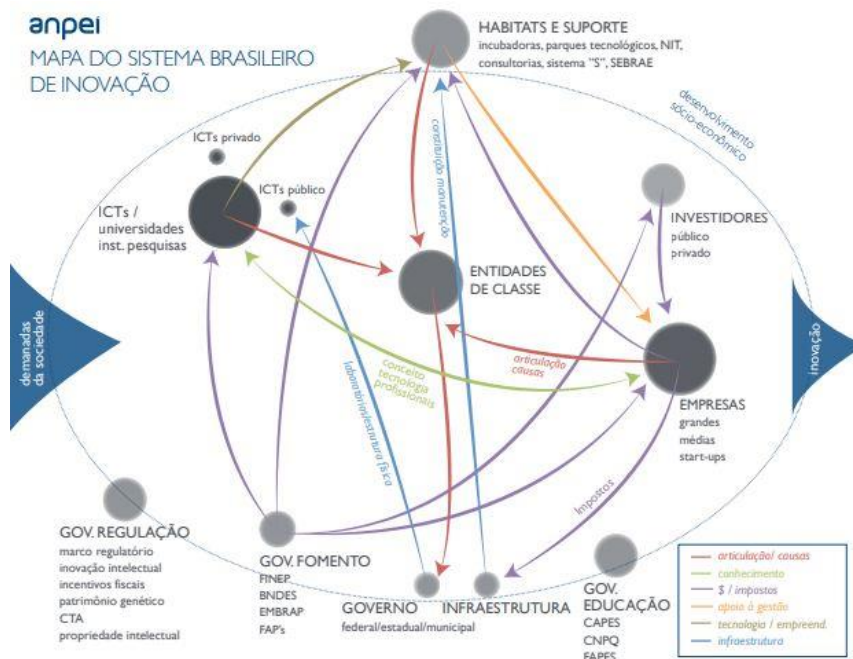 anpei
MAPA DO SISTEMA BRASILEIRO
DE INOVAÇÃO
HABITATS E SUPORTE
incubadoras, parques tecnológicos, NIT,
consultorias, sistema "S", SEBRAE
desenvolvimento
sócio-econômico
ICTs privado
ICTs público
ICTs /
universidades
inst. pesquisas
constituição manutenção
INVESTIDORES
público
privado
ENTIDADES
DE CLASSE
demanadas
da sociedade
inovação
articulação
causas
conceito
tecnologia
profissionais
laboratórios/estrutura física
EMPRESAS
grandes
médias
start-ups
Impostos
GOV. REGULAÇÃO
marco regulatório
inovação intelectual
incentivos fiscais
patrimônio genético
CTA
propriedade intelectual
GOV. FOMENTO
FINEP
BNDES
EMBRAP
FAP's
GOVERNO
federal/estadual/municipal
INFRAESTRUTURA
GOV.
EDUCAÇÃO
CAPES
CNPQ
FAPES
articulação/ causas
conhecimento
$ / impostos
apoio à gestão
tecnologia / empreend.
infraestrutura